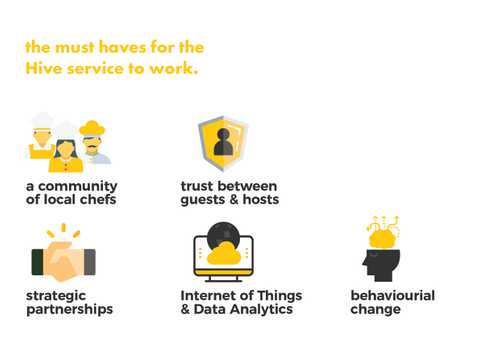 the must haves for the
Hive service to work.
a community
of local chefs
trust between
guests & hosts
strategic
partnerships
Internet of Things
& Data Analytics
behaviourial
change